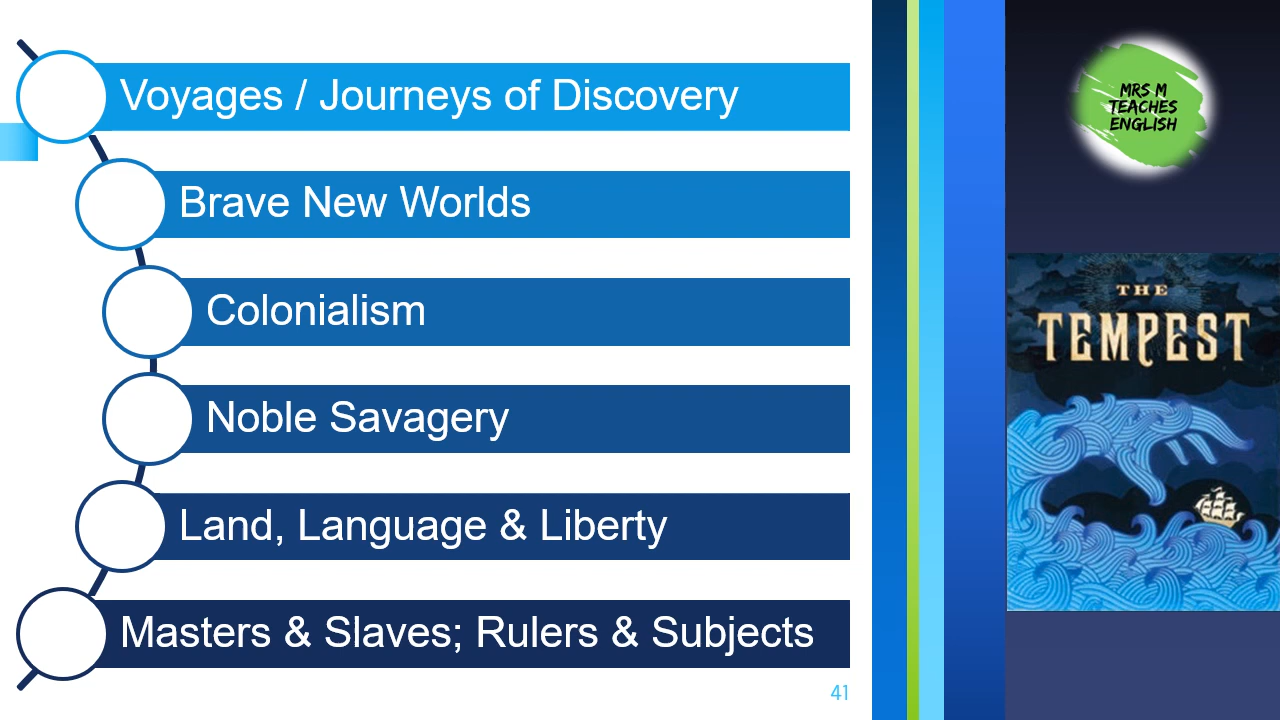 Voyages / Journeys of Discovery
Brave New Worlds
Colonialism
Noble Savagery
Land, Language & Liberty
Masters & Slaves; Rulers & Subjects
41
MRS M
TEACHES
ENGLISH
THE
TEMPEST